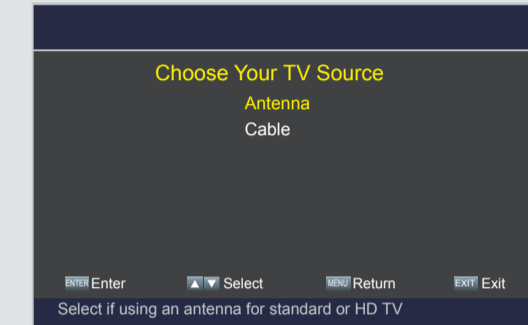 Choose Your TV Source
Antenna
Cable
ENTER Enter ▲ ▼ Select MENU Return EXIT Exit
Select if using an antenna for standard or HD TV